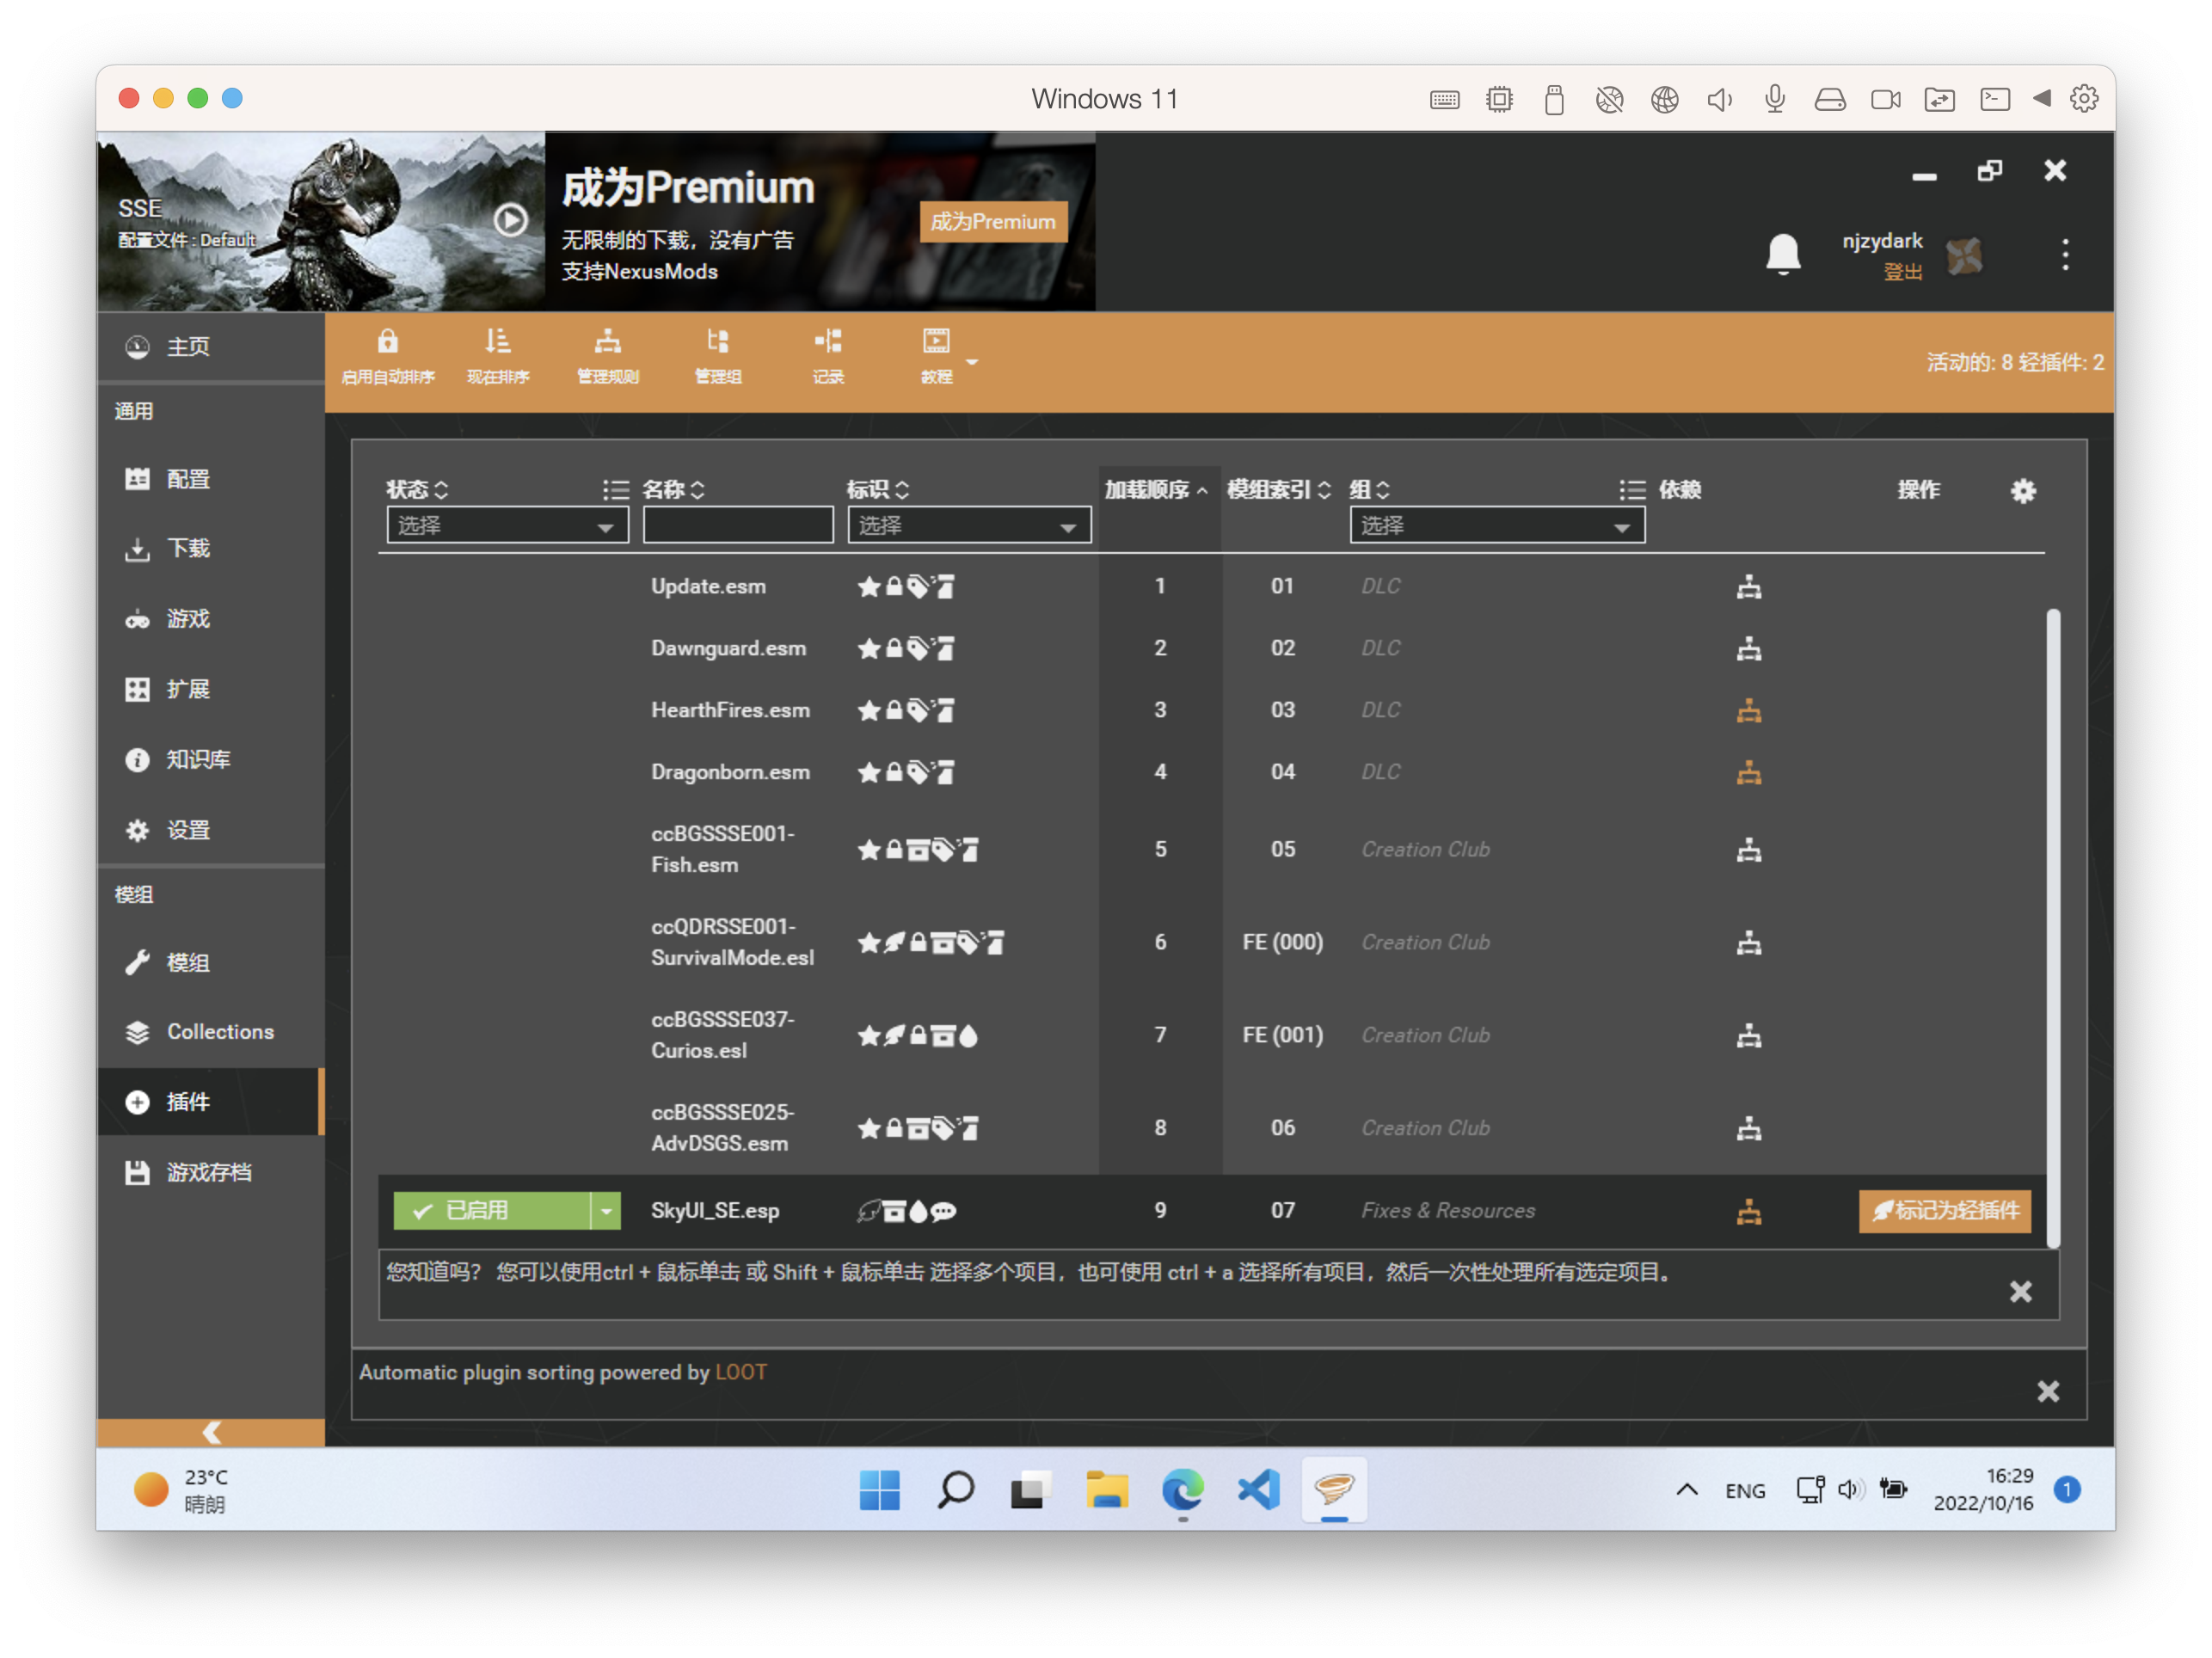 Windows 11
SSE
配置文件 : Default
成为Premium
无限制的下载，没有广告
支持NexusMods
成为Premium
njzydark
登出
主页
通用
配置
下载
游戏
扩展
知识库
设置
模组
模组
Collections
插件
游戏存档
启用自动排序
现在排序
管理规则
管理组
记录
教程
活动的: 8 轻插件: 2
状态 名称 标识 加载顺序 模组索引 组 依赖 操作
选择 选择 选择
Update.esm 1 01 DLC
Dawnguard.esm 2 02 DLC
HearthFires.esm 3 03 DLC
Dragonborn.esm 4 04 DLC
ccBGSSSE001-
Fish.esm 5 05 Creation Club
ccQDRSSE001-
SurvivalMode.esl 6 FE (000) Creation Club
ccBGSSSE037-
Curios.esl 7 FE (001) Creation Club
ccBGSSSE025-
AdvDSGS.esm 8 06 Creation Club
已启用 SkyUI_SE.esp 9 07 Fixes & Resources 标记为轻插件
您知道吗？ 您可以使用ctrl + 鼠标单击 或 Shift + 鼠标单击 选择多个项目，也可使用 ctrl + a 选择所有项目，然后一次性处理所有选定项目。
Automatic plugin sorting powered by LOOT
23°C
晴朗
ENG
16:29
2022/10/16
1